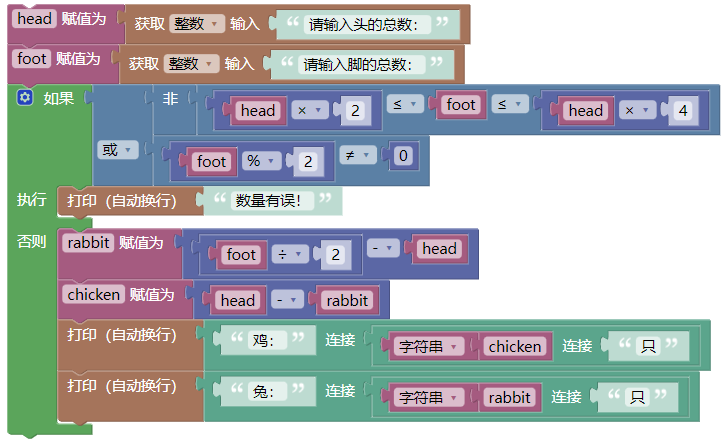 head 赋值为 获取 整数 输入 “ 请输入头的总数： ”
foot 赋值为 获取 整数 输入 “ 请输入脚的总数： ”
如果 非 head × 2 ≤ foot ≤ head × 4
或 foot % 2 ≠ 0
执行 打印（自动换行） “ 数量有误！ ”
否则 rabbit 赋值为 foot ÷ 2 - head
chicken 赋值为 head - rabbit
打印（自动换行） “ 鸡： ” 连接 字符串 chicken 连接 “ 只 ”
打印（自动换行） “ 兔： ” 连接 字符串 rabbit 连接 “ 只 ”